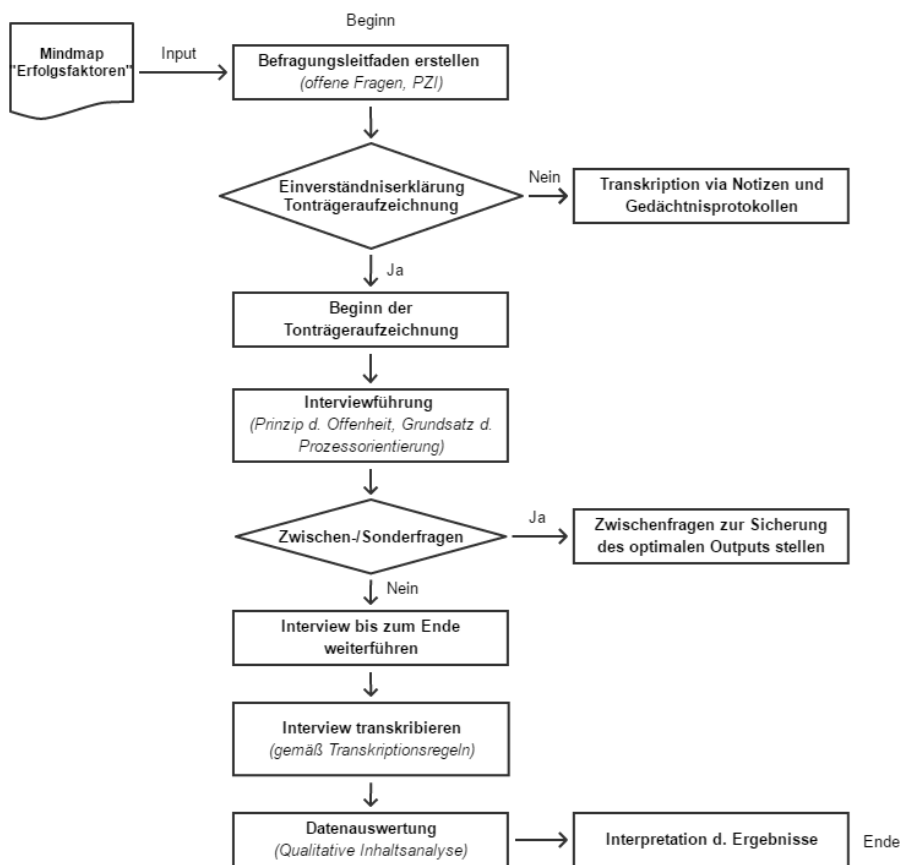 Beginn
Mindmap
"Erfolgsfaktoren"
Input
Befragungsleitfaden erstellen
(offene Fragen, PZI)
Einverständniserklärung
Tonträgeraufzeichnung
Nein
Transkription via Notizen und
Gedächtnisprotokollen
Ja
Beginn der
Tonträgeraufzeichnung
Interviewführung
(Prinzip d. Offenheit, Grundsatz d.
Prozessorientierung)
Zwischen-/Sonderfragen
Ja
Zwischenfragen zur Sicherung
des optimalen Outputs stellen
Nein
Interview bis zum Ende
weiterführen
Interview transkribieren
(gemäß Transkriptionsregeln)
Datenauswertung
(Qualitative Inhaltsanalyse)
Interpretation d. Ergebnisse
Ende